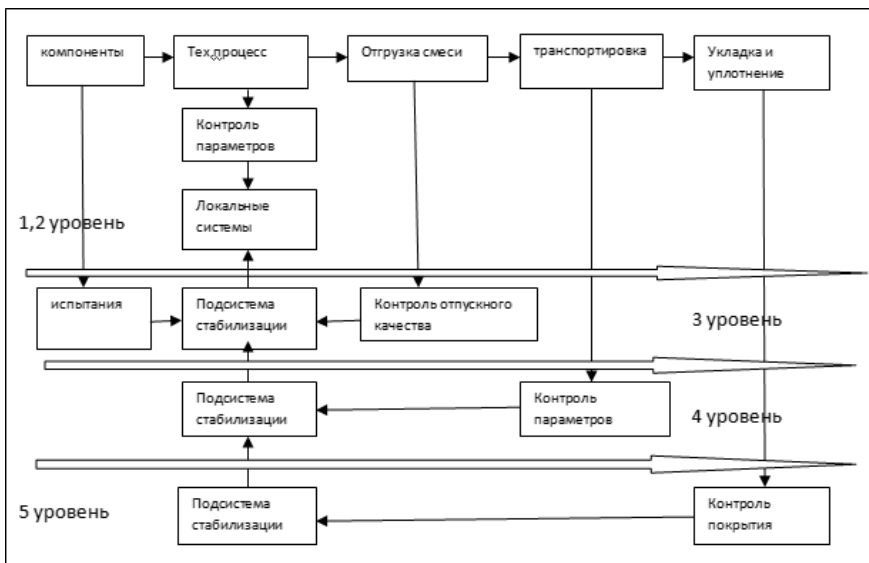 компоненты
Тех.процесс
Отгрузка смеси
транспортировка
Укладка и
уплотнение
Контроль
параметров
Локальные
системы
1,2 уровень
испытания
Подсистема
стабилизации
Контроль отпускного
качества
3 уровень
Подсистема
стабилизации
Контроль
параметров
4 уровень
5 уровень
Подсистема
стабилизации
Контроль
покрытия